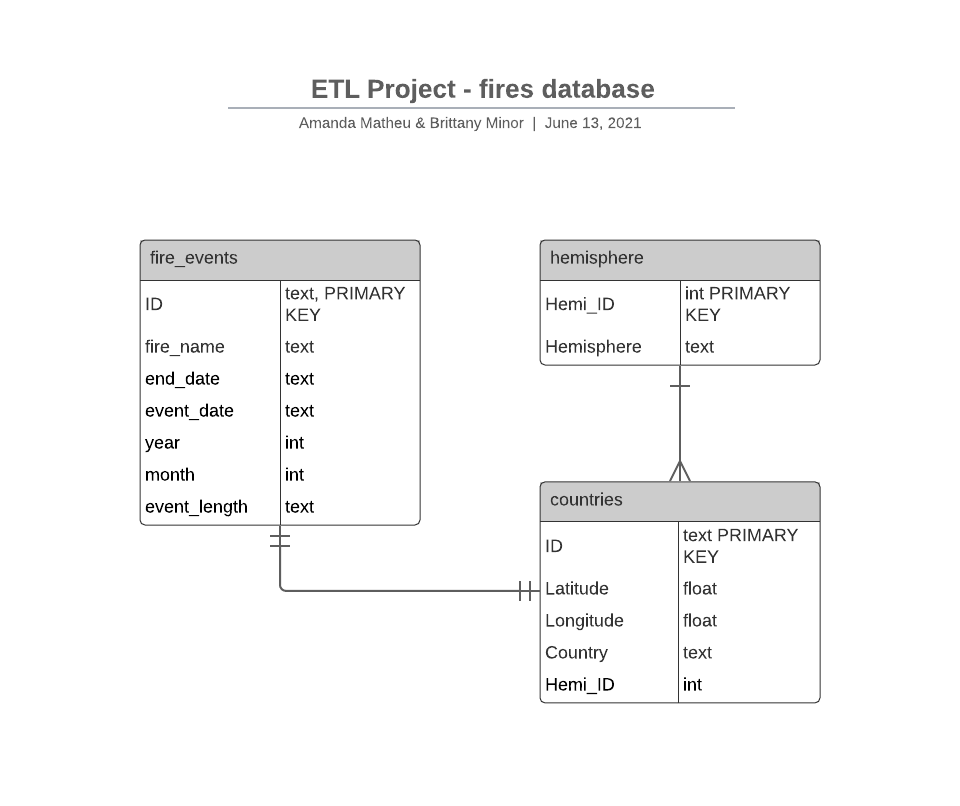 ETL Project - fires database
Amanda Matheu & Brittany Minor | June 13, 2021
fire_events
ID text, PRIMARY
KEY
fire_name text
end_date text
event_date text
year int
month int
event_length text
hemisphere
Hemi_ID int PRIMARY
KEY
Hemisphere text
countries
ID text PRIMARY
KEY
Latitude float
Longitude float
Country text
Hemi_ID int